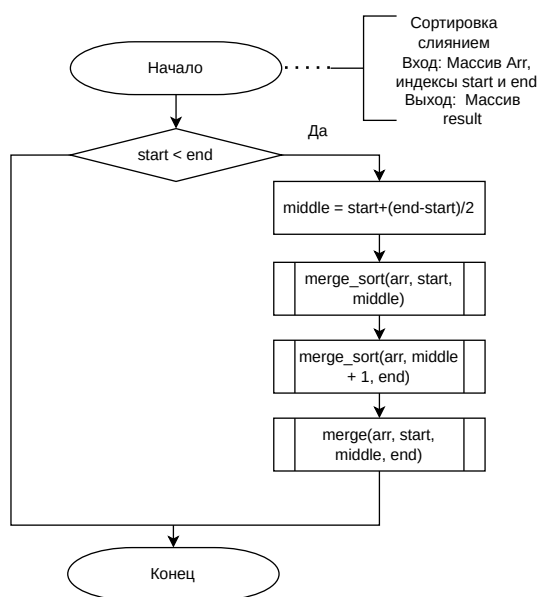 Сортировка
слиянием
Вход: Массив Arr,
индексы start и end
Выход: Массив
result
Начало
Да
start < end
middle = start+(end-start)/2
merge_sort(arr, start,
middle)
merge_sort(arr, middle
+ 1, end)
merge(arr, start,
middle, end)
Конец